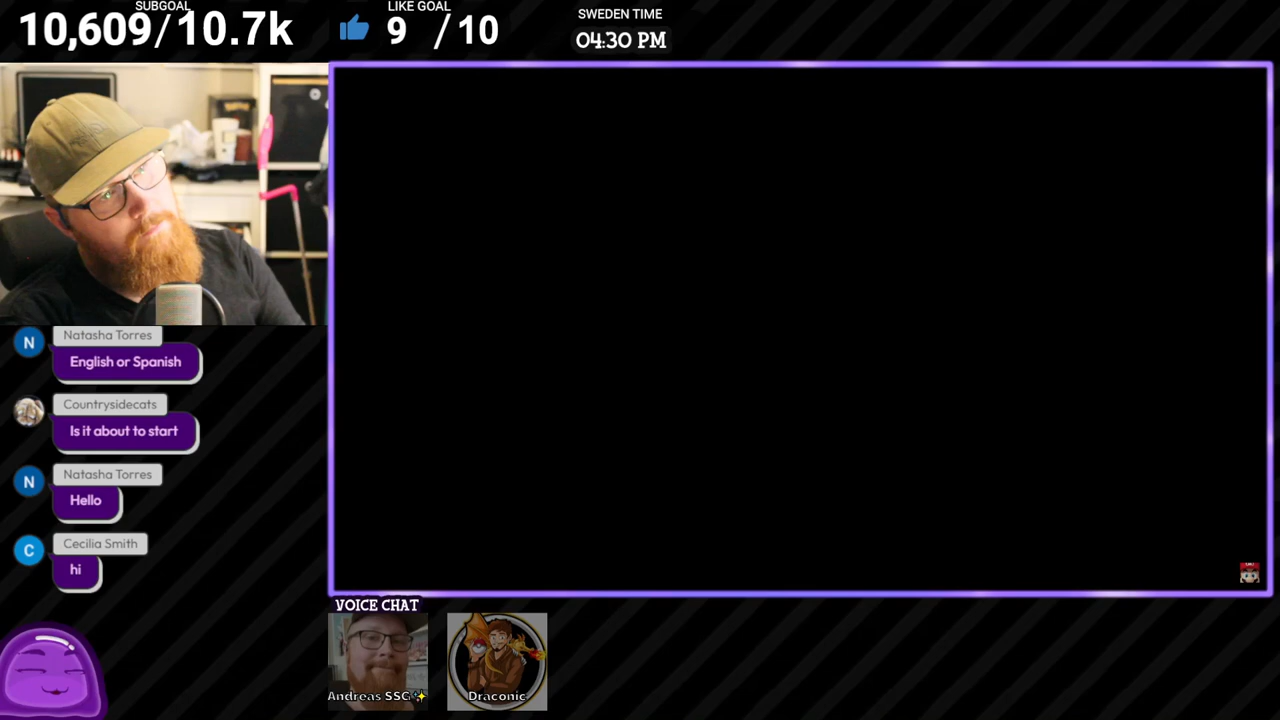 SUBGOAL
10,609/10.7k
LIKE GOAL
9 /10
SWEDEN TIME
04:30 PM
Natasha Torres
N
English or Spanish
Countrysidecats
Is it about to start
Natasha Torres
N
Hello
Cecilia Smith
C
hi
VOICE CHAT
Andreas SSG✨
Draconic